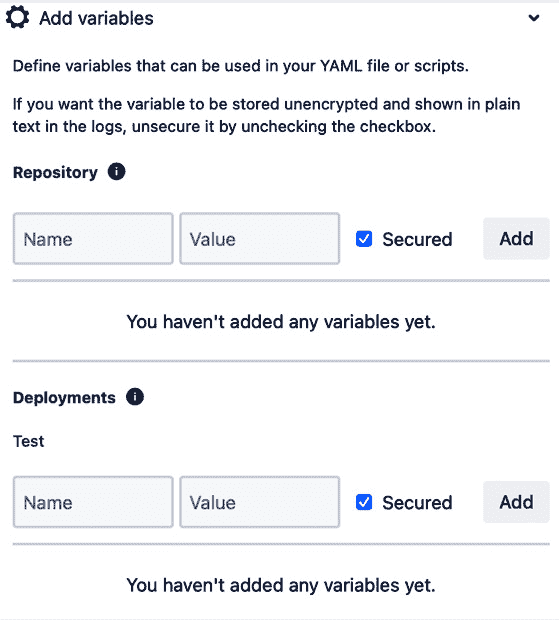 Add variables
Define variables that can be used in your YAML file or scripts.
If you want the variable to be stored unencrypted and shown in plain
text in the logs, unsecure it by unchecking the checkbox.
Repository
Name Value Secured Add
You haven't added any variables yet.
Deployments
Test
Name Value Secured Add
You haven't added any variables yet.